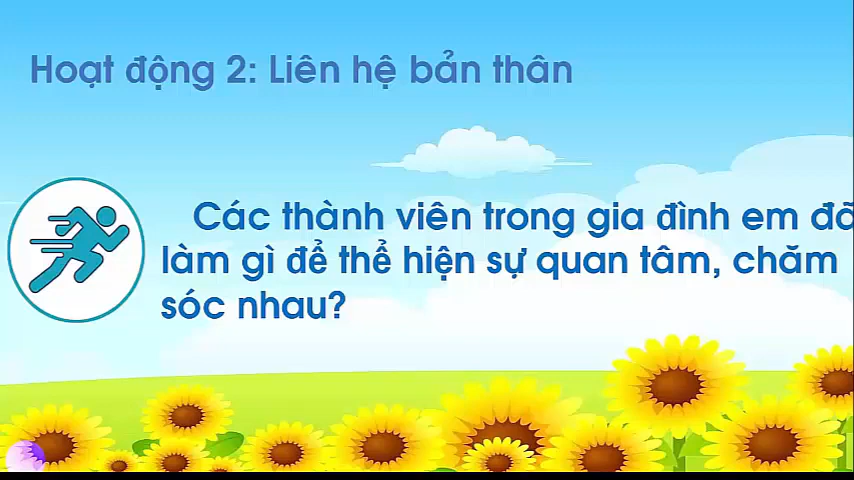 Hoạt động 2: Liên hệ bản thân
Các thành viên trong gia đình em đã
làm gì để thể hiện sự quan tâm, chăm
sóc nhau?